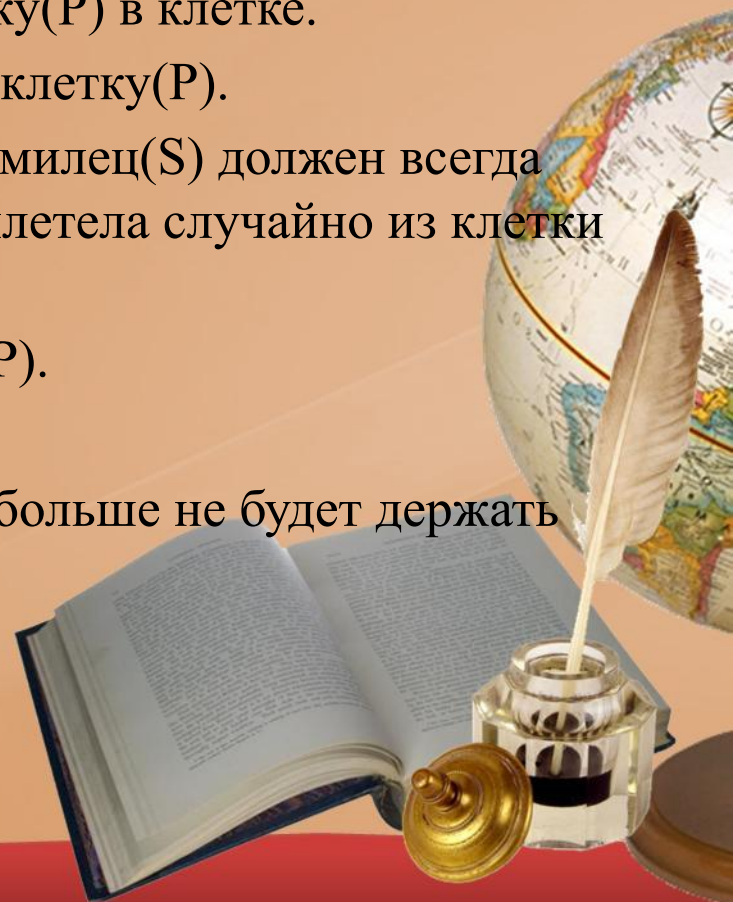 ку(Р) в клетке.
клетку(Р).
милец(S) должен всегда
летела случайно из клетки
Р).
больше не будет держать